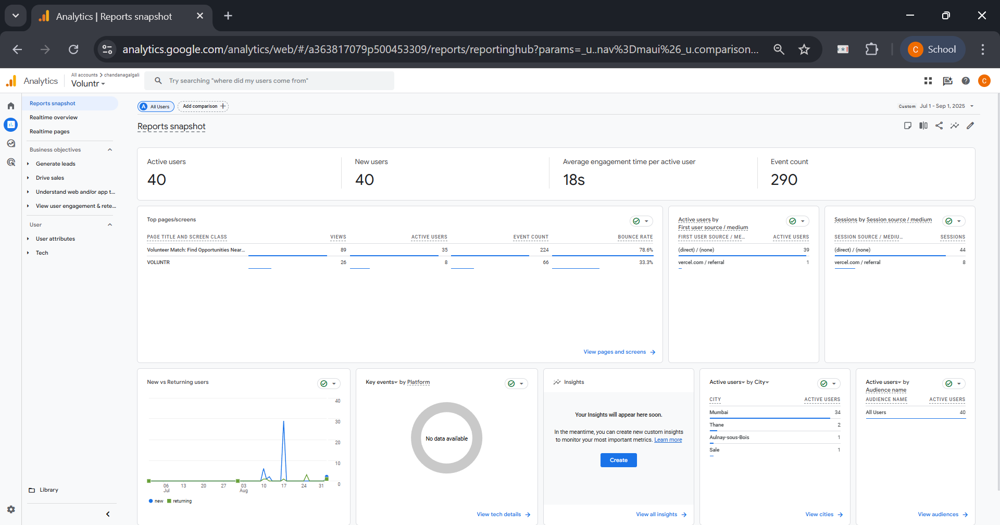 Analytics | Reports snapshot
analytics.google.com/analytics/web/#/a363817079p500453309/reports/reportinghub?params=_u..nav%3Dmaui%26_u.comparison...
C School
Analytics
All accounts > chandanagalgali
Voluntr
Try searching "where did my users come from"
C
Reports snapshot
Realtime overview
Realtime pages
Business objectives
Generate leads
Drive sales
Understand web and/or app t...
View user engagement & rete...
User
User attributes
Tech
Library
A All Users
Add comparison +
Custom Jul 1 - Sep 1, 2025
Reports snapshot
Active users
40
New users
40
Average engagement time per active user
18s
Event count
290
Top pages/screens
PAGE TITLE AND SCREEN CLASS VIEWS ACTIVE USERS EVENT COUNT BOUNCE RATE
Volunteer Match: Find Opportunities Near... 89 35 224 78.6%
VOLUNTR 26 8 66 33.3%
View pages and screens
Active users by
First user source / medium
FIRST USER SOURCE / ME... ACTIVE USERS
(direct) / (none) 39
vercel.com / referral 1
Sessions by Session source / medium
SESSION SOURCE / MEDIU... SESSIONS
(direct) / (none) 44
vercel.com / referral 8
New vs Returning users
40
30
20
10
0
06 13 20 27 03 10 17 24 31
Jul Aug
new returning
Key events by Platform
No data available
View tech details
Insights
Your Insights will appear here soon.
In the meantime, you can create new custom insights
to monitor your most important metrics. Learn more
Create
View all insights
Active users by City
CITY ACTIVE USERS
Mumbai 34
Thane 2
Aulnay-sous-Bois 1
Sale 1
View cities
Active users by
Audience name
AUDIENCE NAME ACTIVE USERS
All Users 40
View audiences